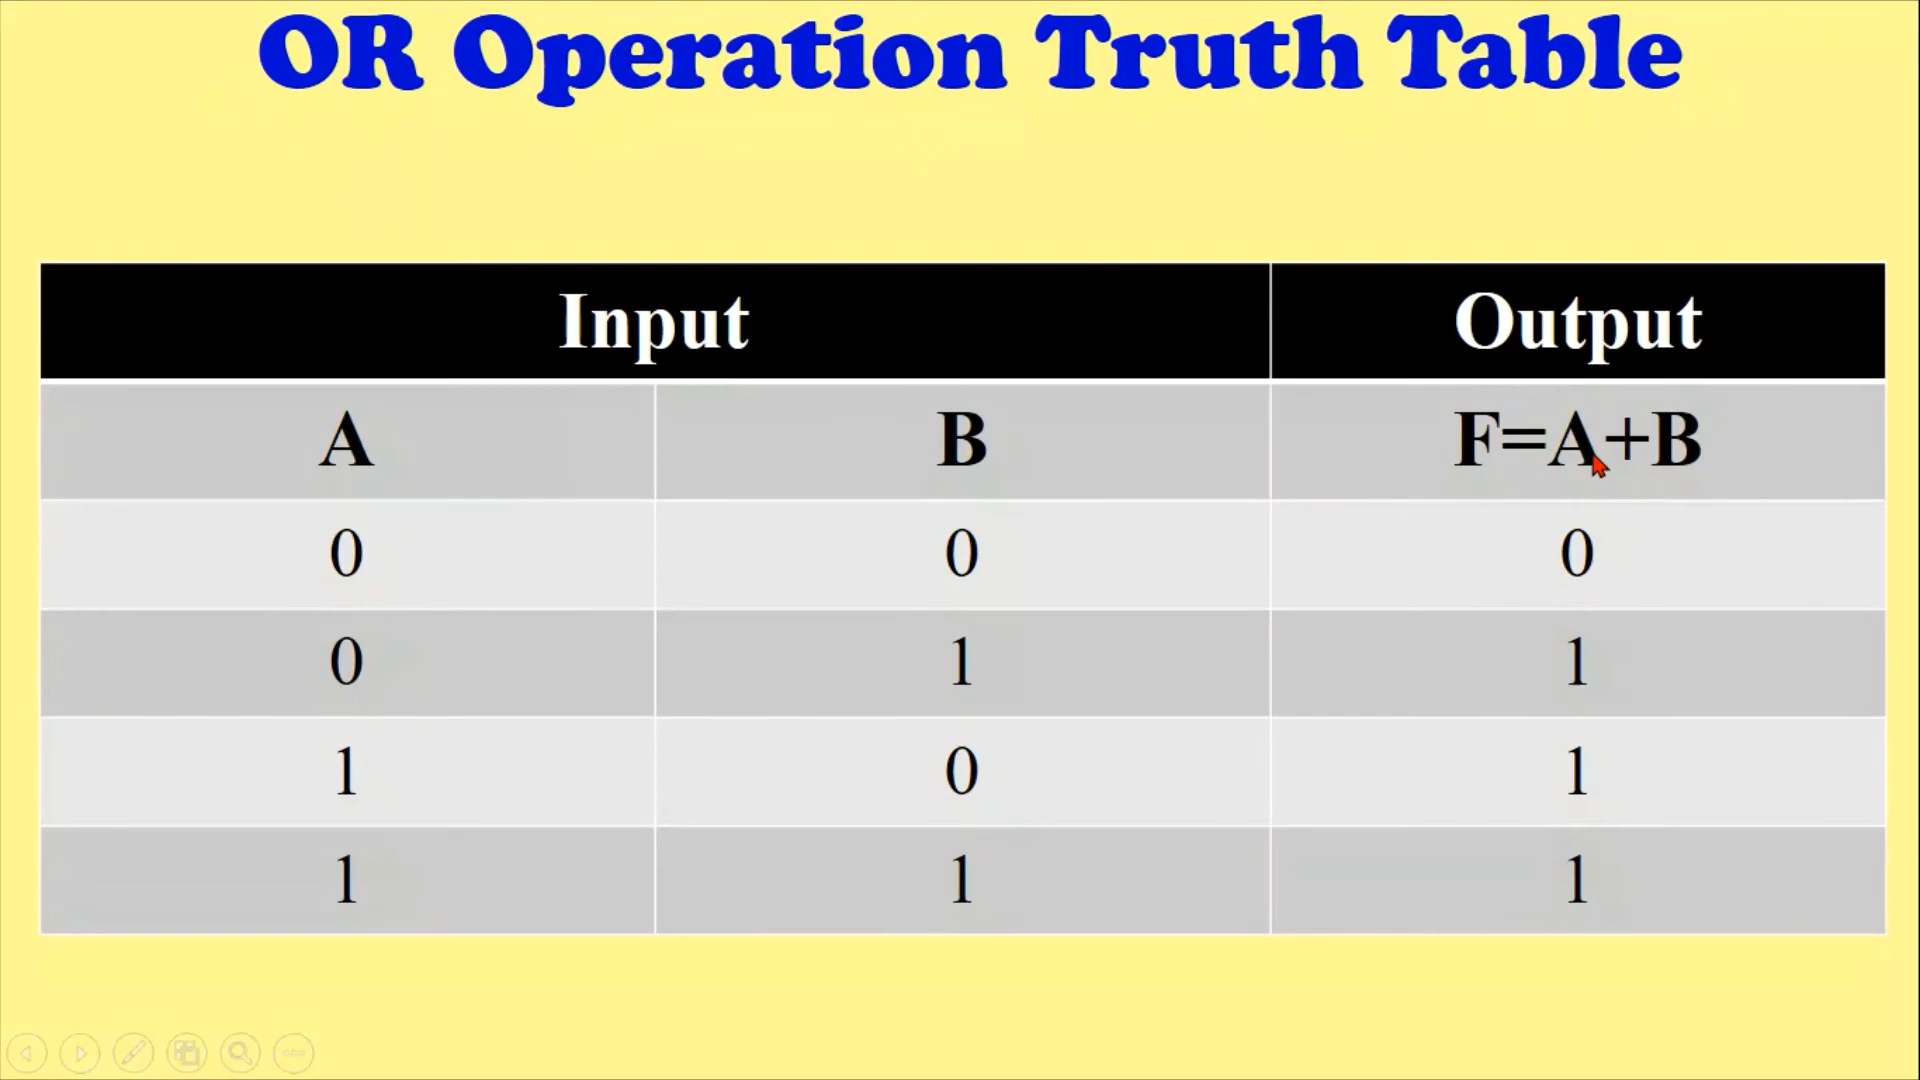 OR Operation Truth Table
Input Output
A B F=A+B
0 0 0
0 1 1
1 0 1
1 1 1